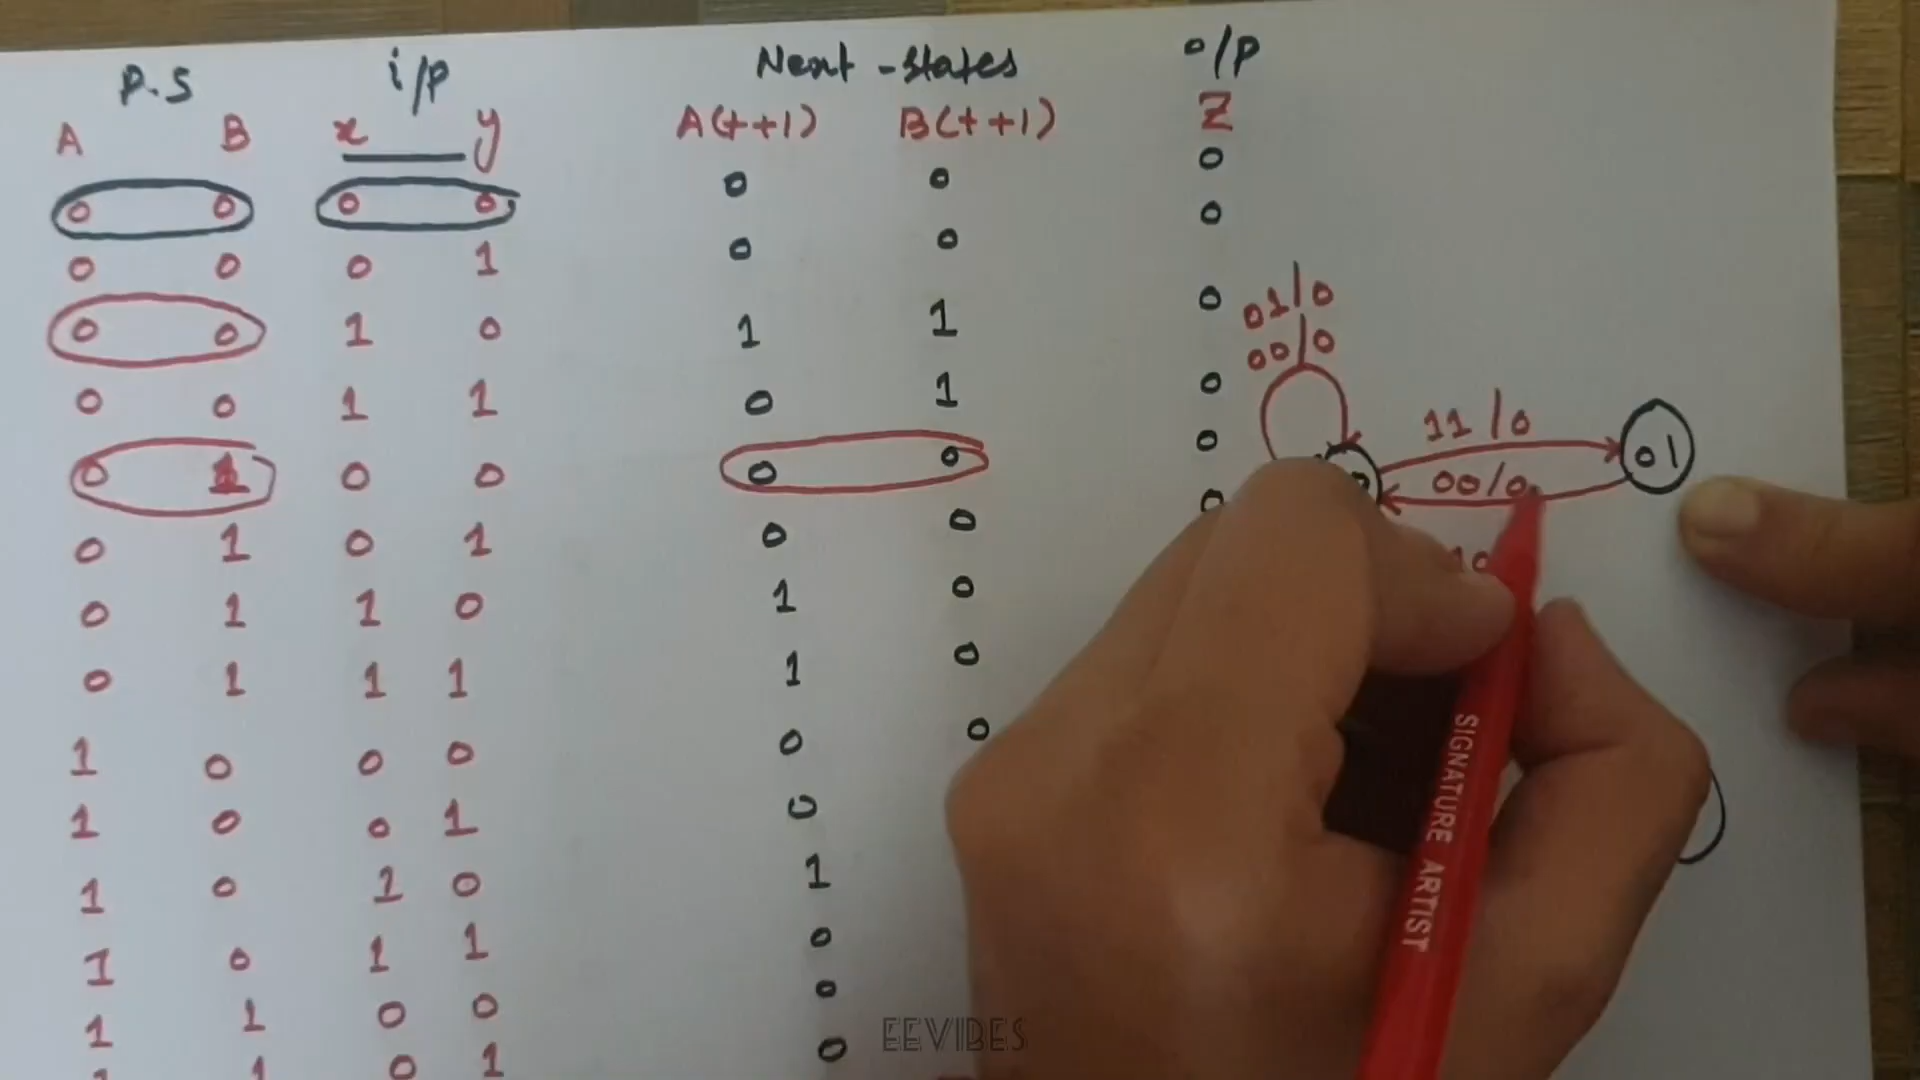 P.S i/p Next-states o/p
A B x y A(t+1) B(t+1) Z
0 0 0 0 0 0 0
0 0 0 1 0 0 0
0 0 1 0 1 1 0
0 0 1 1 0 1 0
0 1 0 0 0 0 0
0 1 0 1 0 0 0
0 1 1 0 1 0
0 1 1 1 1 0
1 0 0 0 0 0
1 0 0 1 0
1 0 1 0 1
1 0 1 1 0
1 1 0 0 0
1 1 0 1 0
01/0
00/0
11/0
01
00/0
10
SIGNATURE ARTIST
EEVIBES